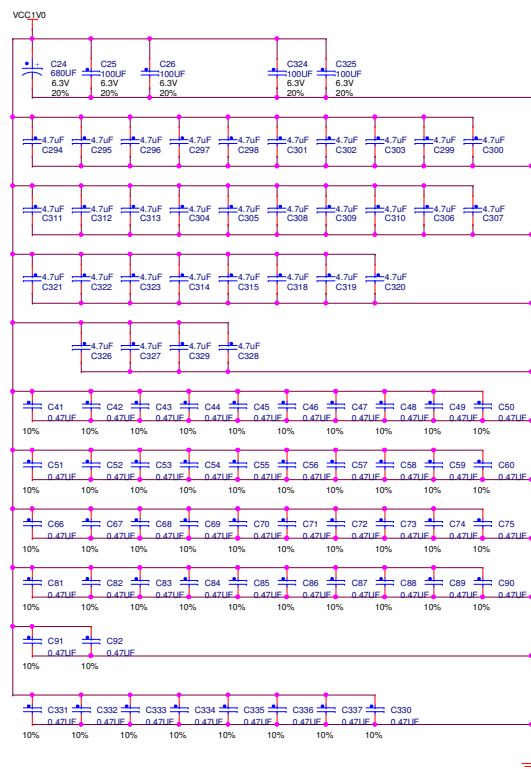 VCC1V0
C24 C25 C26 C324 C325
680UF 100UF 100UF 100UF 100UF
6.3V 6.3V 6.3V 6.3V 6.3V
20% 20% 20% 20% 20%
4.7uF 4.7uF 4.7uF 4.7uF 4.7uF 4.7uF 4.7uF 4.7uF 4.7uF 4.7uF
C294 C295 C296 C297 C298 C301 C302 C303 C299 C300
4.7uF 4.7uF 4.7uF 4.7uF 4.7uF 4.7uF 4.7uF 4.7uF 4.7uF 4.7uF
C311 C312 C313 C304 C305 C308 C309 C310 C306 C307
4.7uF 4.7uF 4.7uF 4.7uF 4.7uF 4.7uF 4.7uF 4.7uF
C321 C322 C323 C314 C315 C318 C319 C320
4.7uF 4.7uF 4.7uF 4.7uF
C326 C327 C329 C328
C41 C42 C43 C44 C45 C46 C47 C48 C49 C50
0.47UF 0.47UF 0.47UF 0.47UF 0.47UF 0.47UF 0.47UF 0.47UF 0.47UF 0.47UF
10% 10% 10% 10% 10% 10% 10% 10% 10% 10%
C51 C52 C53 C54 C55 C56 C57 C58 C59 C60
0.47UF 0.47UF 0.47UF 0.47UF 0.47UF 0.47UF 0.47UF 0.47UF 0.47UF 0.47UF
10% 10% 10% 10% 10% 10% 10% 10% 10% 10%
C66 C67 C68 C69 C70 C71 C72 C73 C74 C75
0.47UF 0.47UF 0.47UF 0.47UF 0.47UF 0.47UF 0.47UF 0.47UF 0.47UF 0.47UF
10% 10% 10% 10% 10% 10% 10% 10% 10% 10%
C81 C82 C83 C84 C85 C86 C87 C88 C89 C90
0.47UF 0.47UF 0.47UF 0.47UF 0.47UF 0.47UF 0.47UF 0.47UF 0.47UF 0.47UF
10% 10% 10% 10% 10% 10% 10% 10% 10% 10%
C91 C92
0.47UF 0.47UF
10% 10%
C331 C332 C333 C334 C335 C336 C337 C330
0.47UF 0.47UF 0.47UF 0.47UF 0.47UF 0.47UF 0.47UF 0.47UF
10% 10% 10% 10% 10% 10% 10% 10%